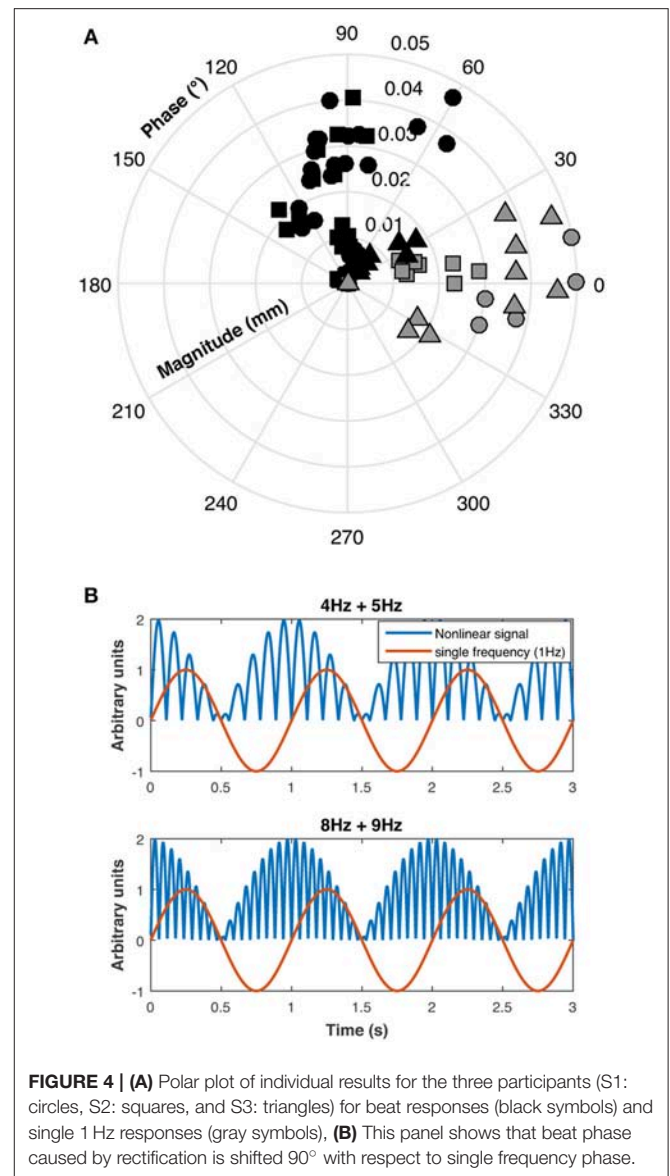 A
90
0.05
120
60
0.04
Phase (°)
0.03
150
30
0.02
0.01
180
0
Magnitude (mm)
210
330
240
300
270
B
4Hz + 5Hz
2
Nonlinear signal
single frequency (1Hz)
1
Arbitrary units
0
-1
0 0.5 1 1.5 2 2.5 3
8Hz + 9Hz
2
1
Arbitrary units
0
-1
0 0.5 1 1.5 2 2.5 3
Time (s)
FIGURE 4 | (A) Polar plot of individual results for the three participants (S1:
circles, S2: squares, and S3: triangles) for beat responses (black symbols) and
single 1 Hz responses (gray symbols), (B) This panel shows that beat phase
caused by rectification is shifted 90° with respect to single frequency phase.